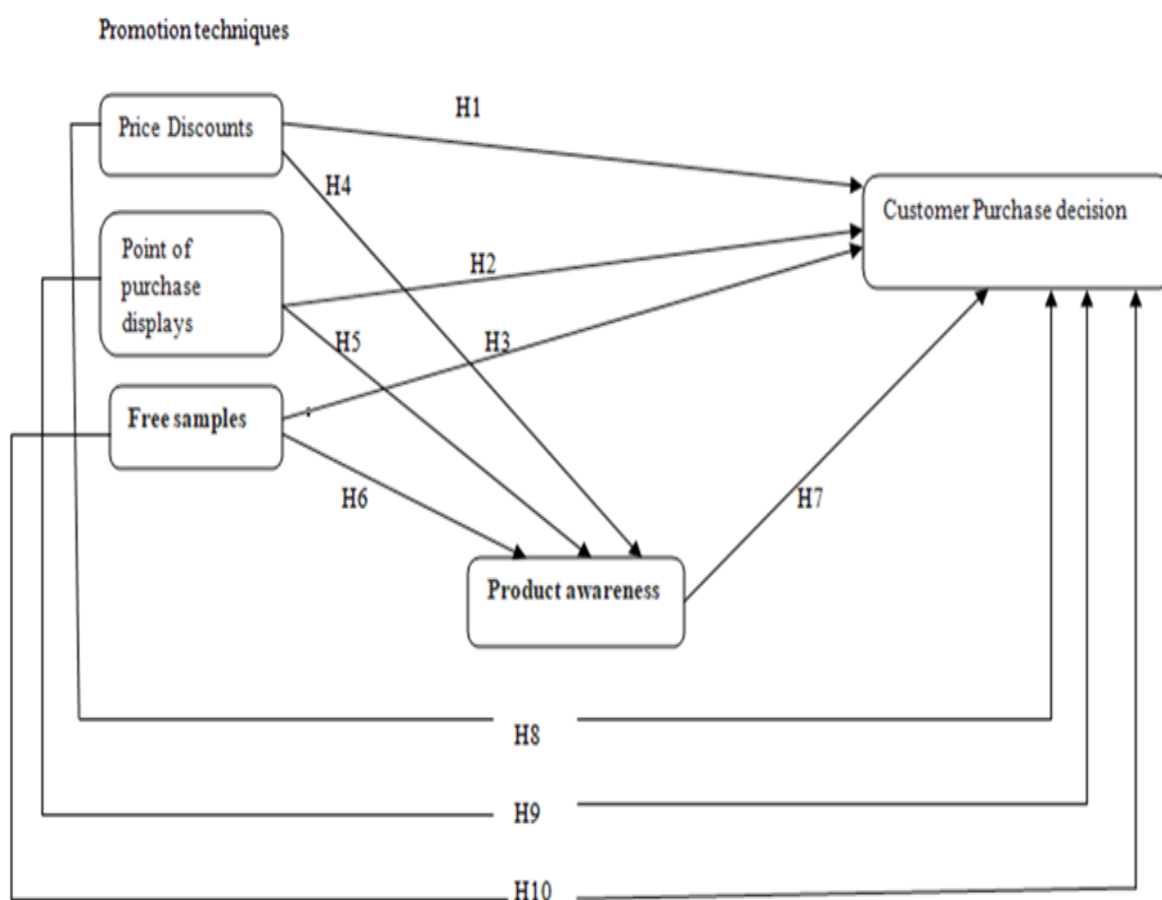 Promotion techniques
H1
Price Discounts
H4
Customer Purchase decision
Point of
purchase
displays
H2
H5
H3
Free samples
H6
H7
Product awareness
H8
H9
H10